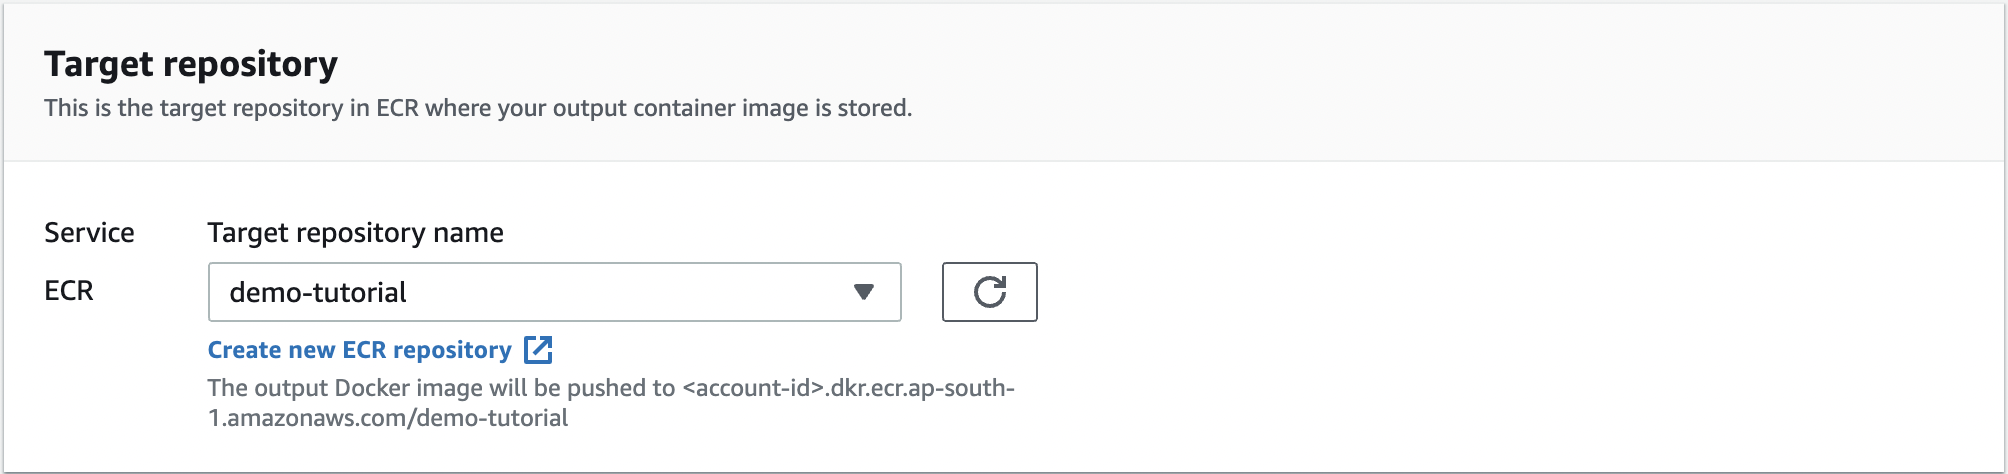 Target repository
This is the target repository in ECR where your output container image is stored.
Service
Target repository name
ECR
demo-tutorial
Create new ECR repository
The output Docker image will be pushed to <account-id>.dkr.ecr.ap-south-
1.amazonaws.com/demo-tutorial